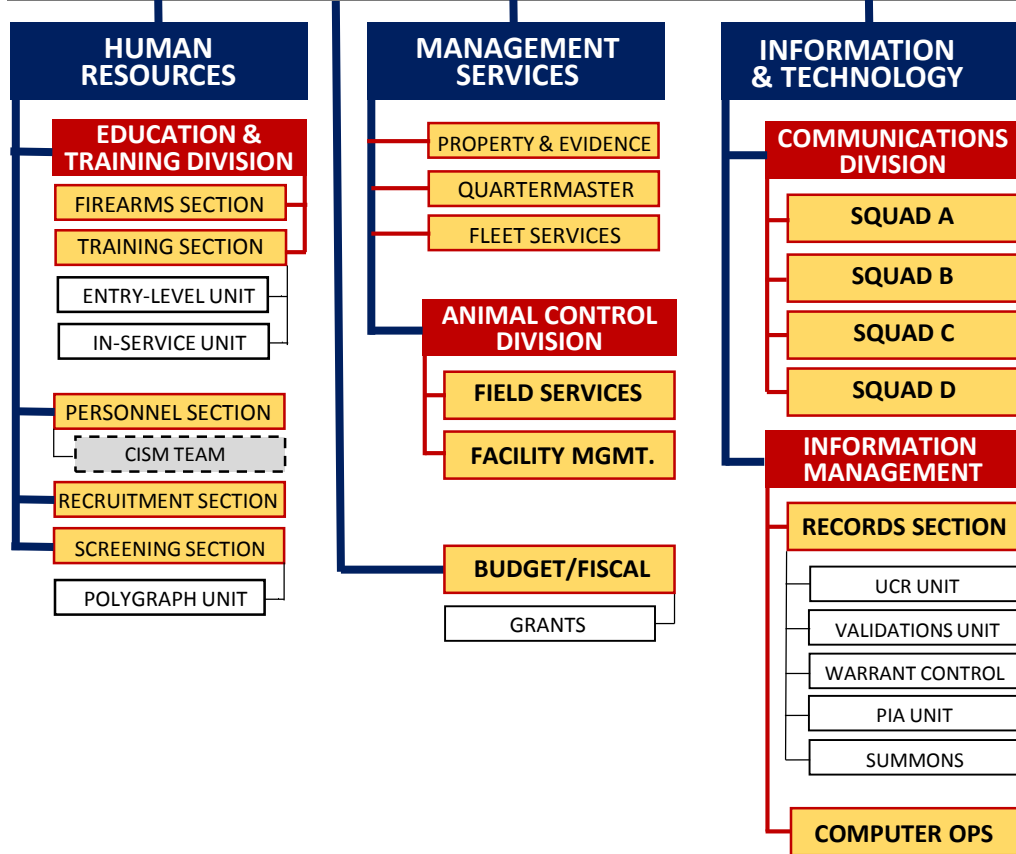 HUMAN
RESOURCES
EDUCATION &
TRAINING DIVISION
FIREARMS SECTION
TRAINING SECTION
ENTRY-LEVEL UNIT
IN-SERVICE UNIT
PERSONNEL SECTION
CISM TEAM
RECRUITMENT SECTION
SCREENING SECTION
POLYGRAPH UNIT
MANAGEMENT
SERVICES
PROPERTY & EVIDENCE
QUARTERMASTER
FLEET SERVICES
ANIMAL CONTROL
DIVISION
FIELD SERVICES
FACILITY MGMT.
BUDGET/FISCAL
GRANTS
INFORMATION
& TECHNOLOGY
COMMUNICATIONS
DIVISION
SQUAD A
SQUAD B
SQUAD C
SQUAD D
INFORMATION
MANAGEMENT
RECORDS SECTION
UCR UNIT
VALIDATIONS UNIT
WARRANT CONTROL
PIA UNIT
SUMMONS
COMPUTER OPS